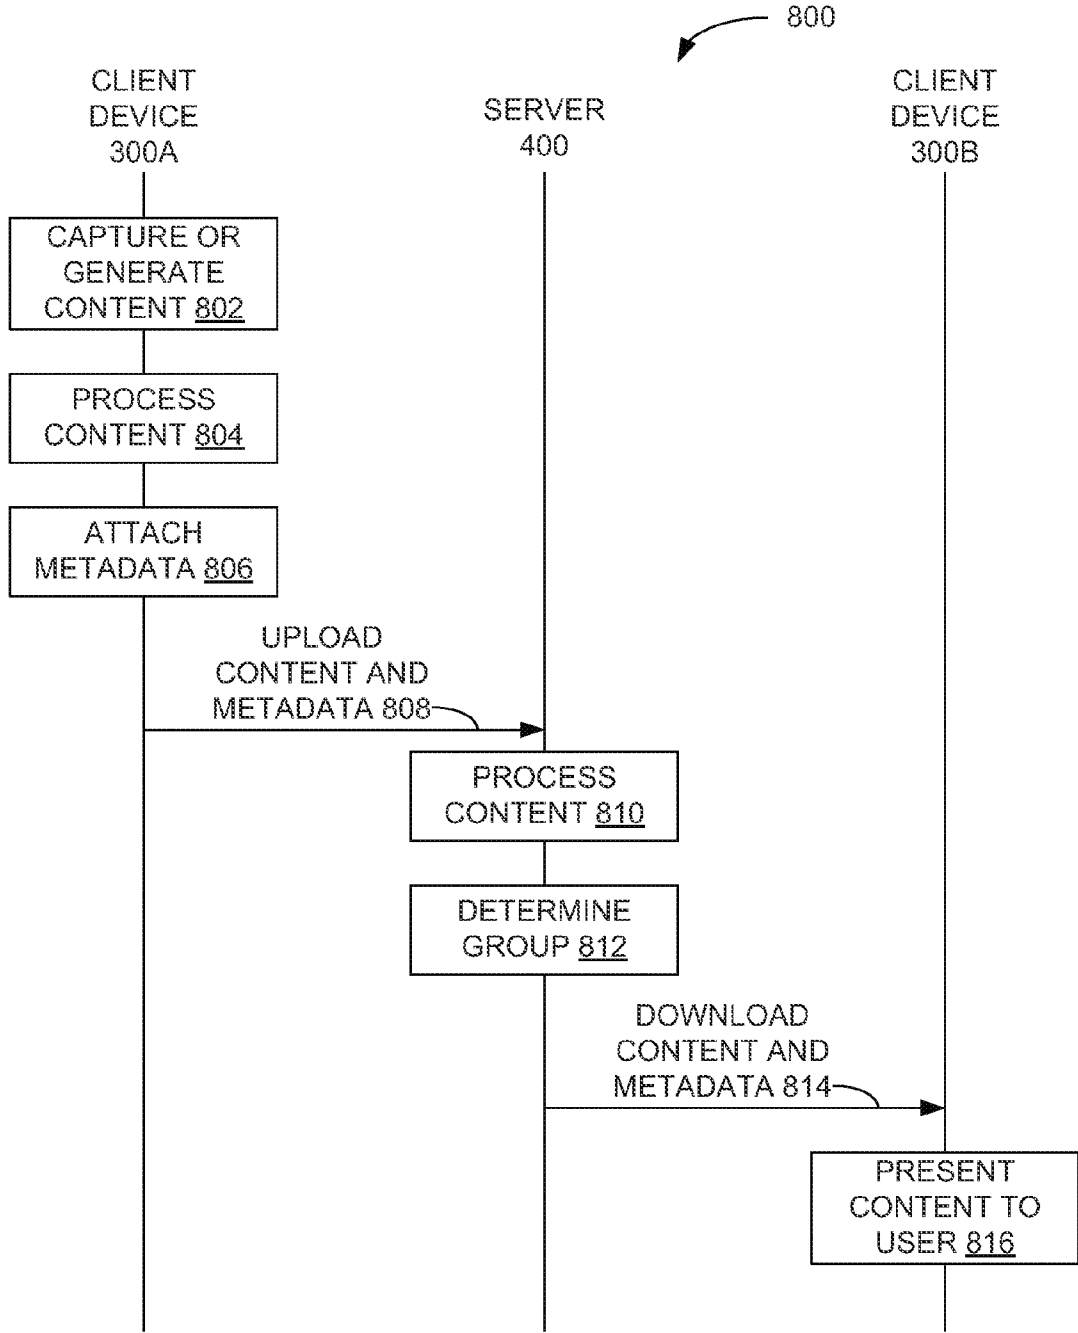 800
CLIENT
DEVICE
300A
SERVER
400
CLIENT
DEVICE
300B
CAPTURE OR
GENERATE
CONTENT 802
PROCESS
CONTENT 804
ATTACH
METADATA 806
UPLOAD
CONTENT AND
METADATA 808
PROCESS
CONTENT 810
DETERMINE
GROUP 812
DOWNLOAD
CONTENT AND
METADATA 814
PRESENT
CONTENT TO
USER 816